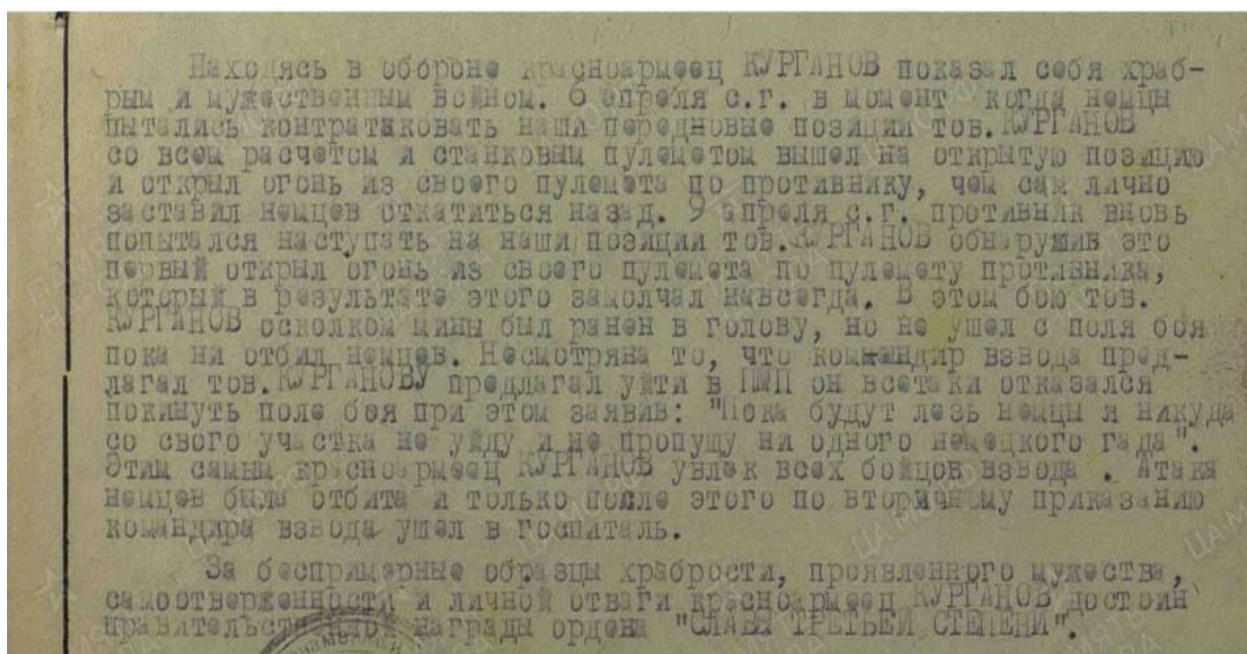 Находясь в обороне красноармеец КУРГАНОВ показал себя храб-
рым и мужественным воином. 6 апреля с.г. в момент когда немцы
пытались контратаковать наши передновые позиции тов.КУРГАНОВ
со всем расчетом и станковым пулеметом вышел на открытую позицию
и открыл огонь из своего пулемета по противнику, чем сам лично
заставил немцев откатиться назад. 9 апреля с.г. противник вновь
попытался наступать на наши позиции тов.КУРГАНОВ обнаружив это
первый открыл огонь из своего пулемета по пулемету противника,
который в результате этого замолчал навсегда. В этом бою тов.
КУРГАНОВ осколком мины был ранен в голову, но не ушел с поля боя
пока ни отбил немцев. Несмотряна то, что командир взвода пред-
лагал тов.КУРГАНОВУ предлагал уйти в ПМП он всетаки отказался
покинуть поле боя при этом заявив: "Пока будут лезь немцы я никуда
со свого участка не уйду и не пропущу ни одного немецкого гада".
Этим самым красноармеец КУРГАНОВ увлек всех бойцов взвода . Атака
немцев была отбита и только после этого по вторичному приказанию
командира взвода ушел в госпиталь.
За беспримерные образцы храбрости, проявленного мужества,
самоотверженности и личной отваги красноармеец КУРГАНОВ достоин
правительственной награды ордена "СЛАВЫ ТРЕТЬЕЙ СТЕПЕНИ".